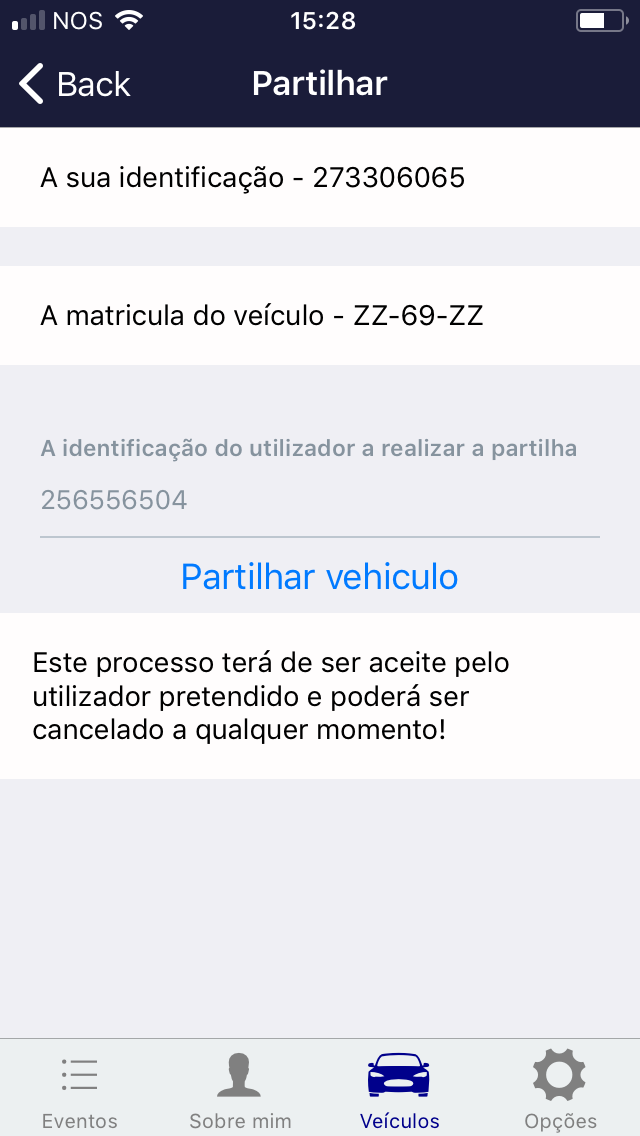 NOS 15:28
Back Partilhar
A sua identificação - 273306065
A matricula do veículo - ZZ-69-ZZ
A identificação do utilizador a realizar a partilha
256556504
Partilhar vehiculo
Este processo terá de ser aceite pelo
utilizador pretendido e poderá ser
cancelado a qualquer momento!
Eventos Sobre mim Veículos Opções